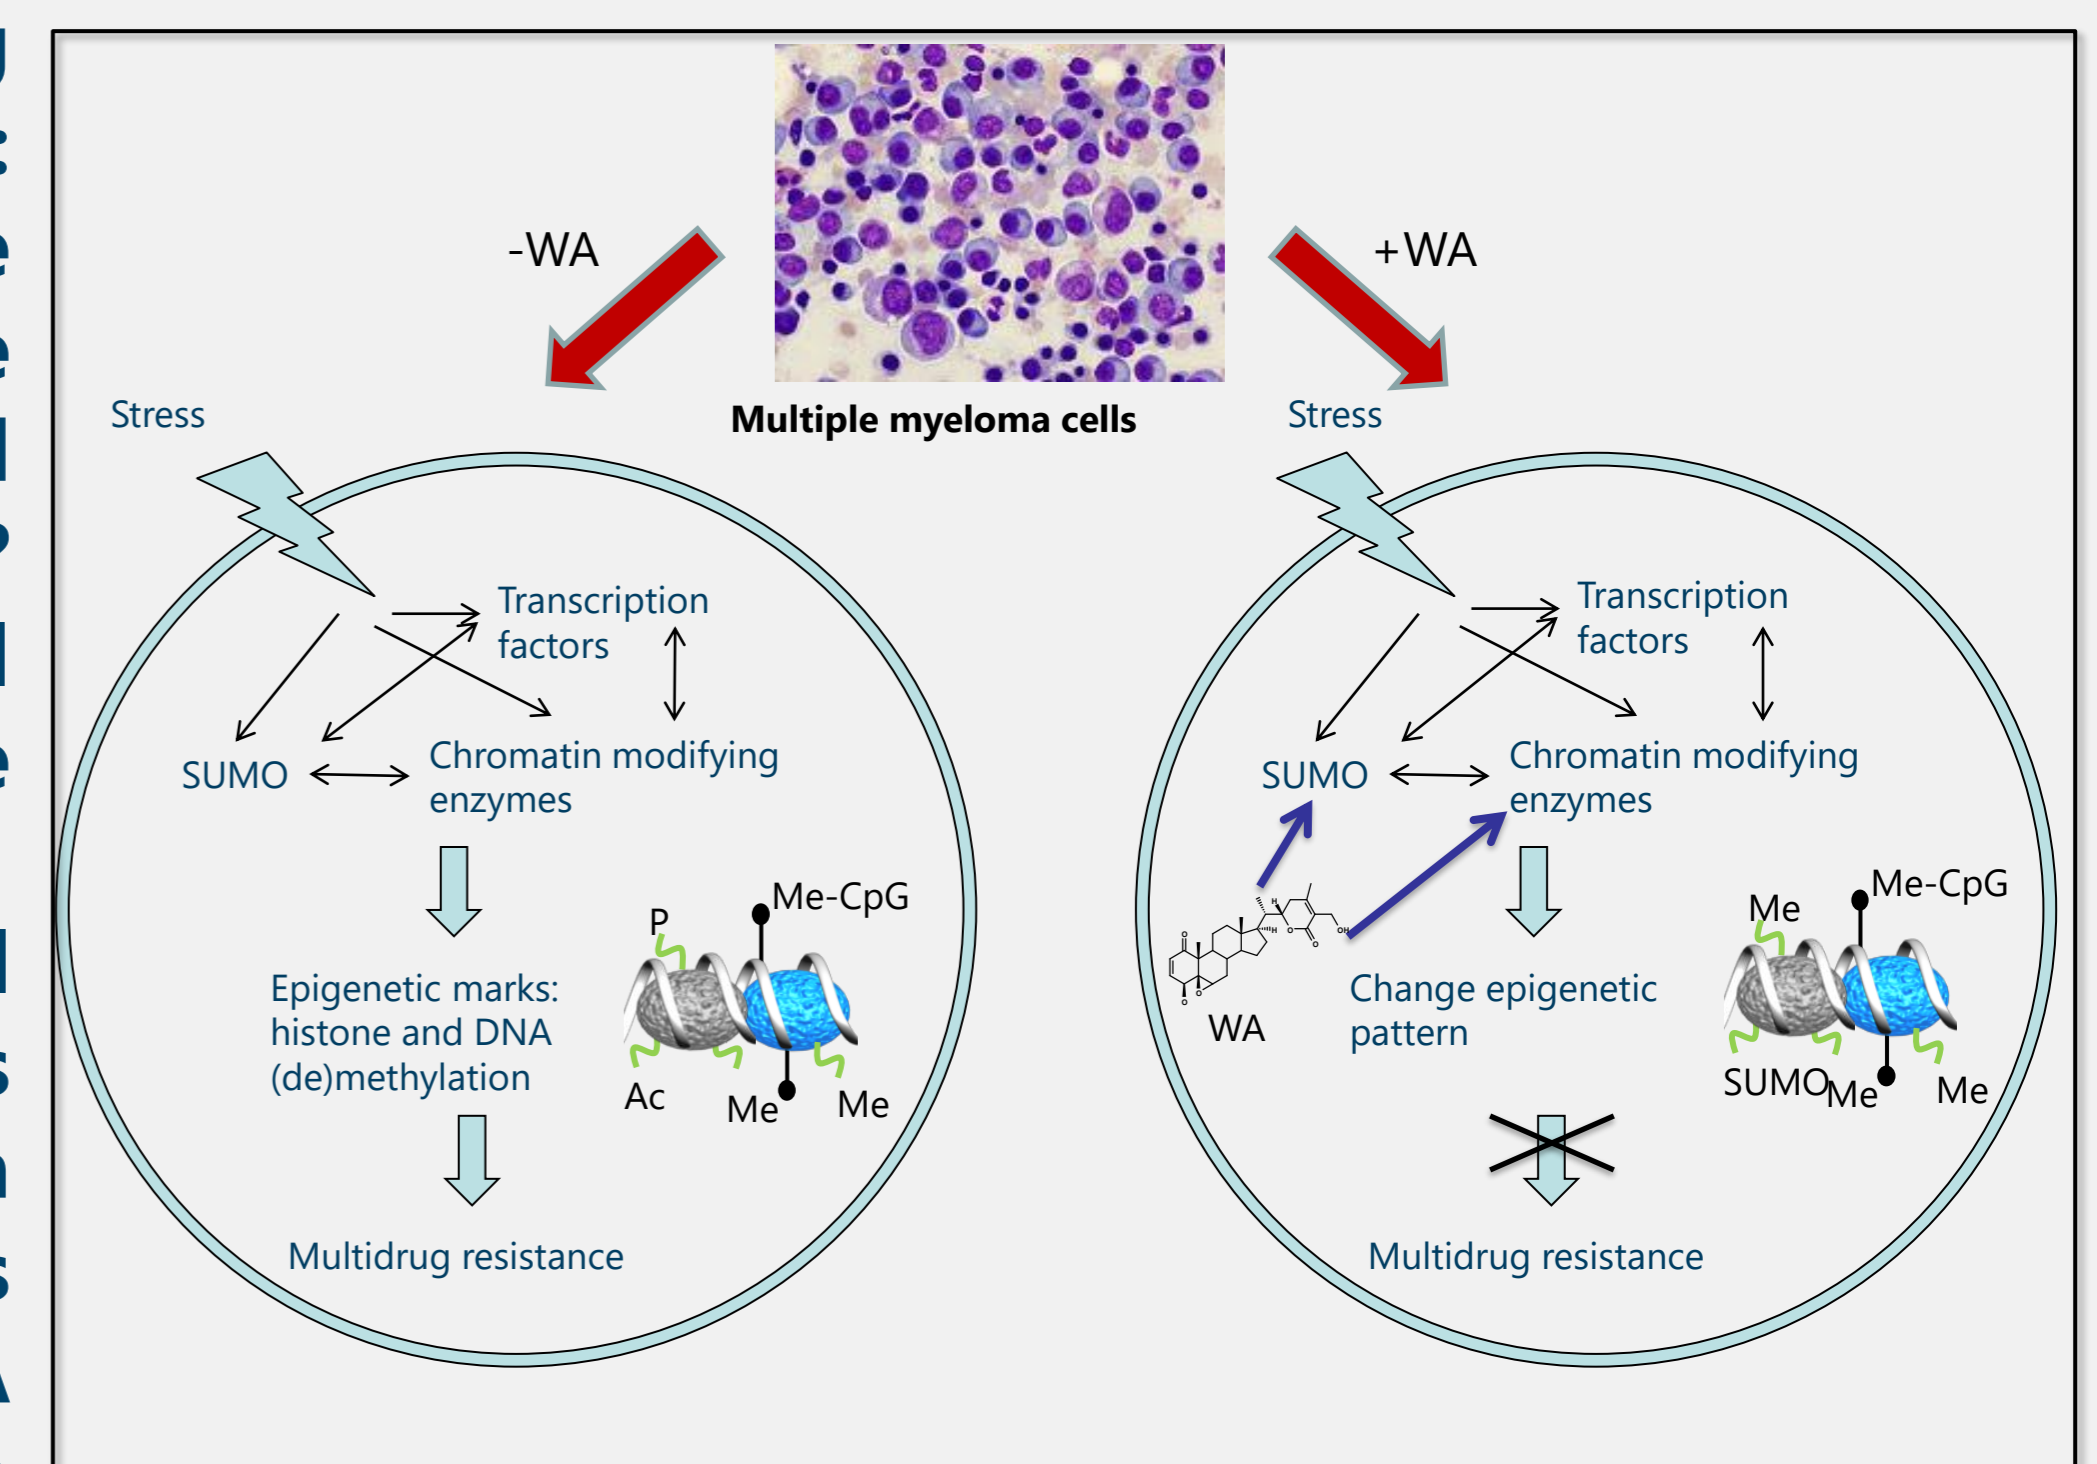 -WA
+WA
Multiple myeloma cells
Stress
Transcription
factors
SUMO
Chromatin modifying
enzymes
P
Me-CpG
Epigenetic marks:
histone and DNA
(de)methylation
Ac
Me
Me
Multidrug resistance
Stress
Transcription
factors
SUMO
Chromatin modifying
enzymes
Me
Me-CpG
H
H
O
O
O
OH
O
O
WA
Change epigenetic
pattern
SUMO
Me
Me
Multidrug resistance